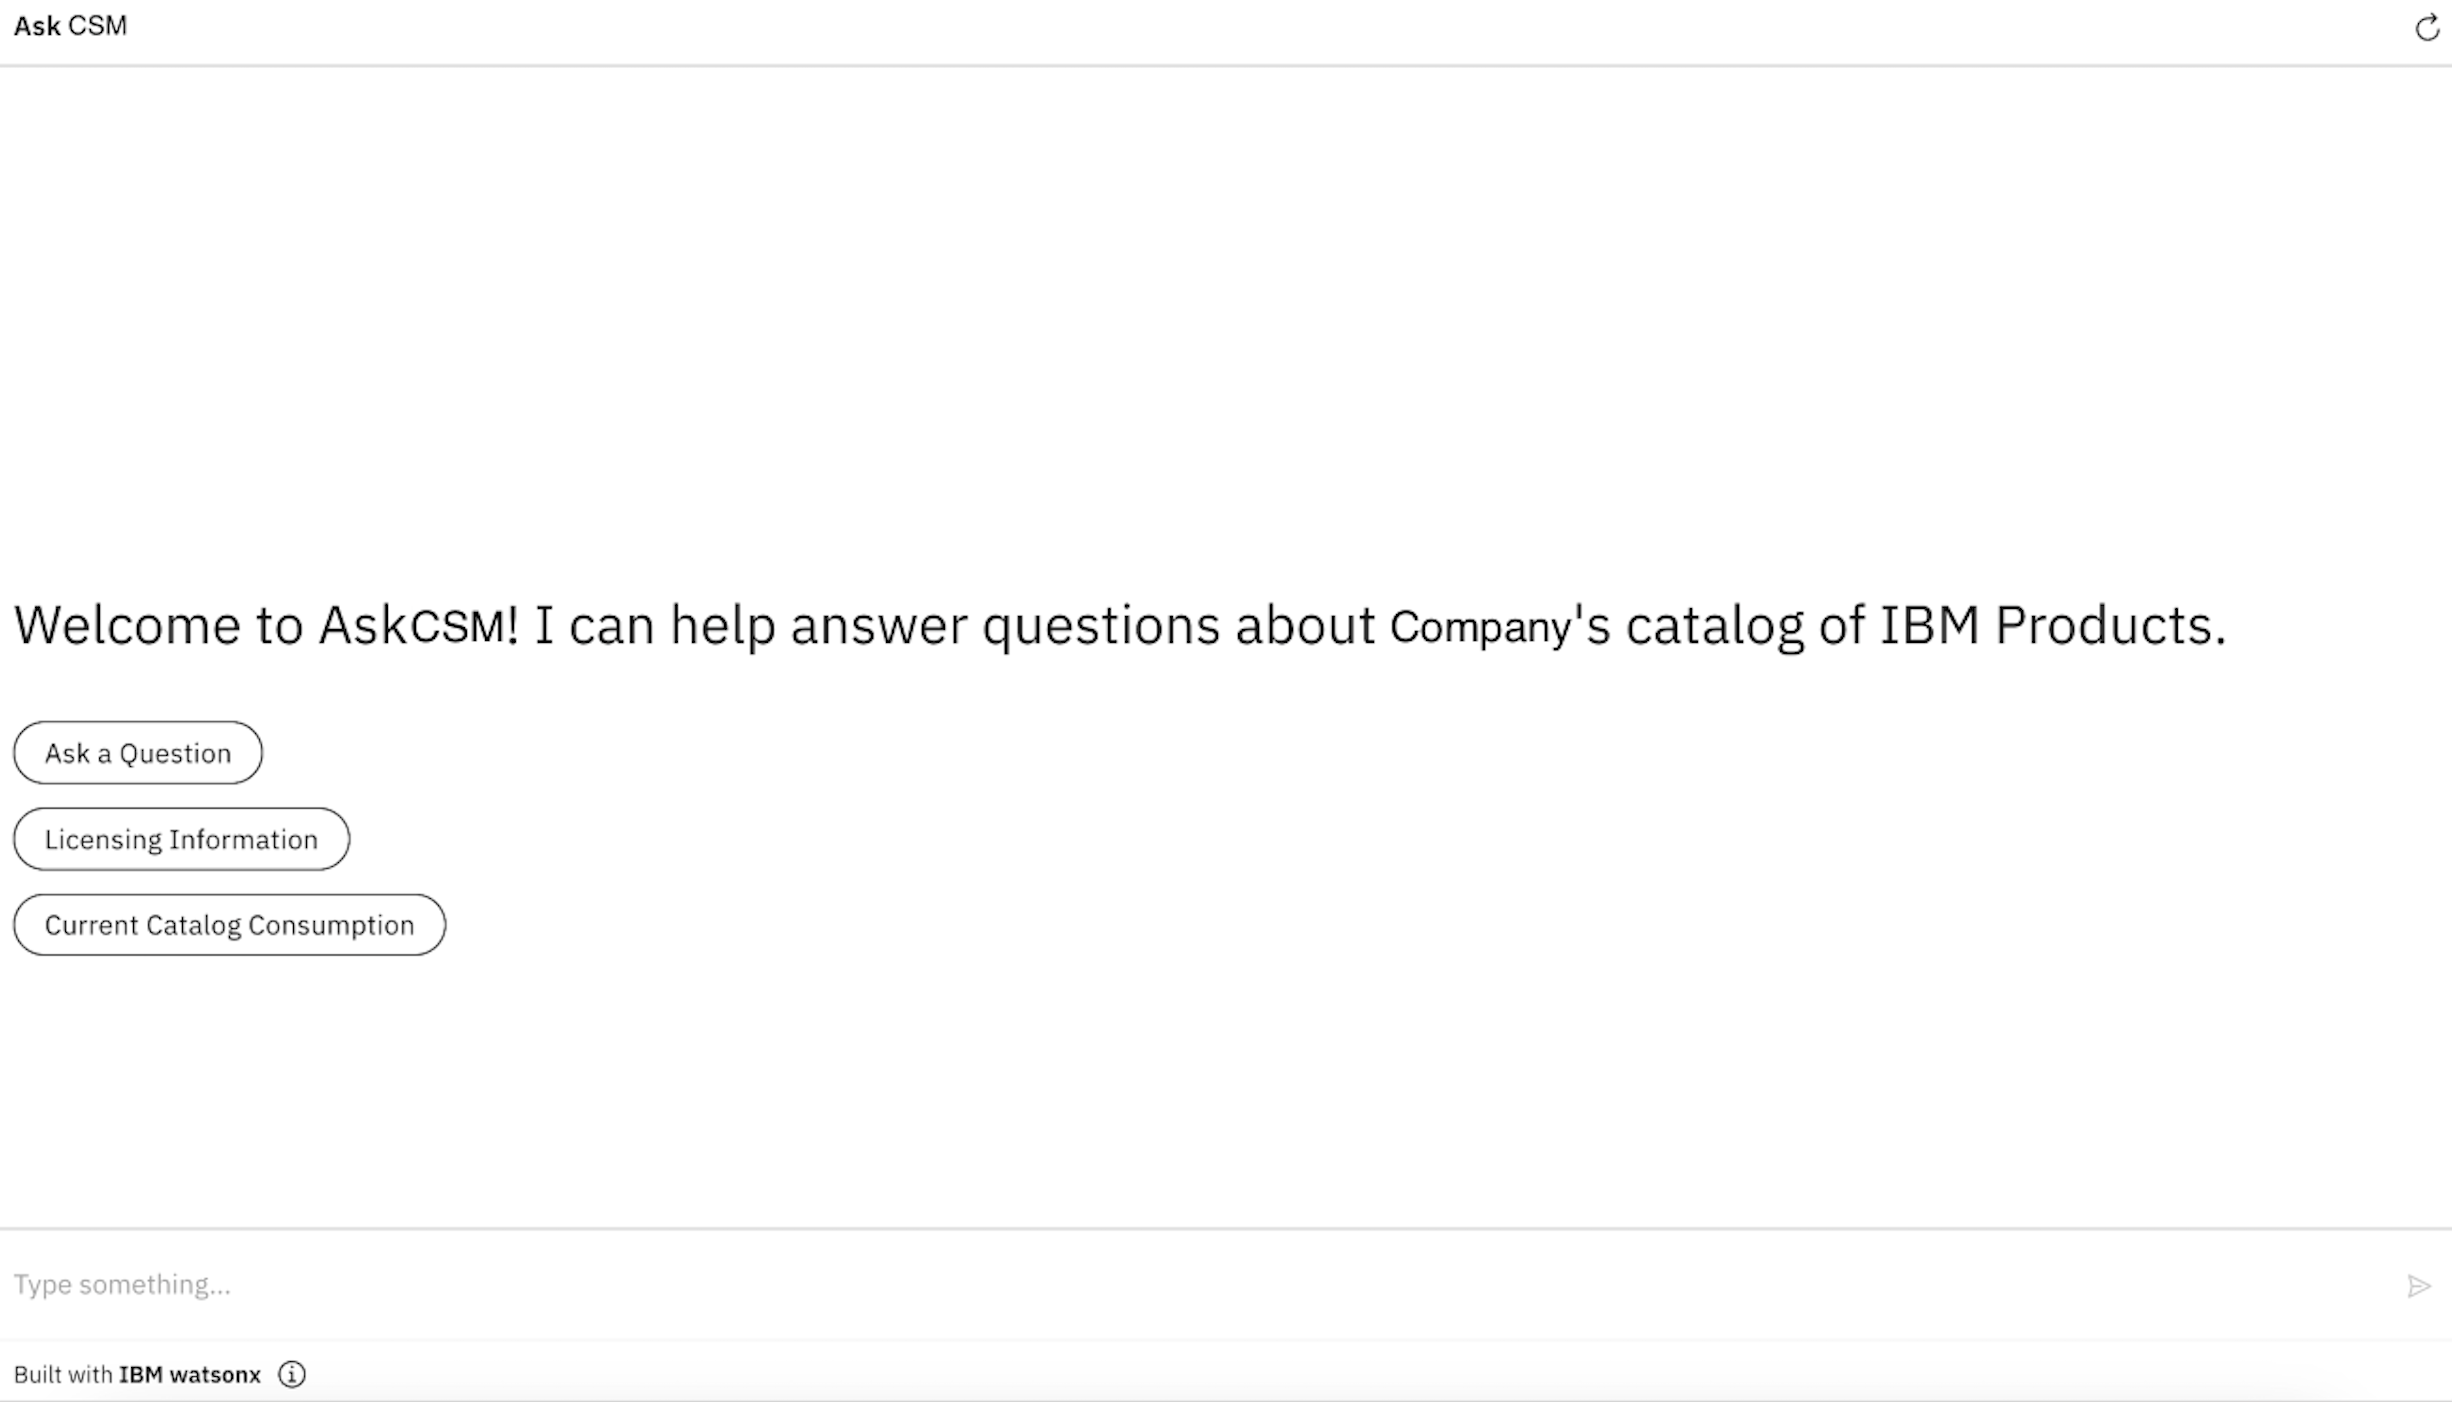 Ask CSM
Welcome to AskCSM! I can help answer questions about Company's catalog of IBM Products.
Ask a Question
Licensing Information
Current Catalog Consumption
Type something...
Built with IBM watsonx